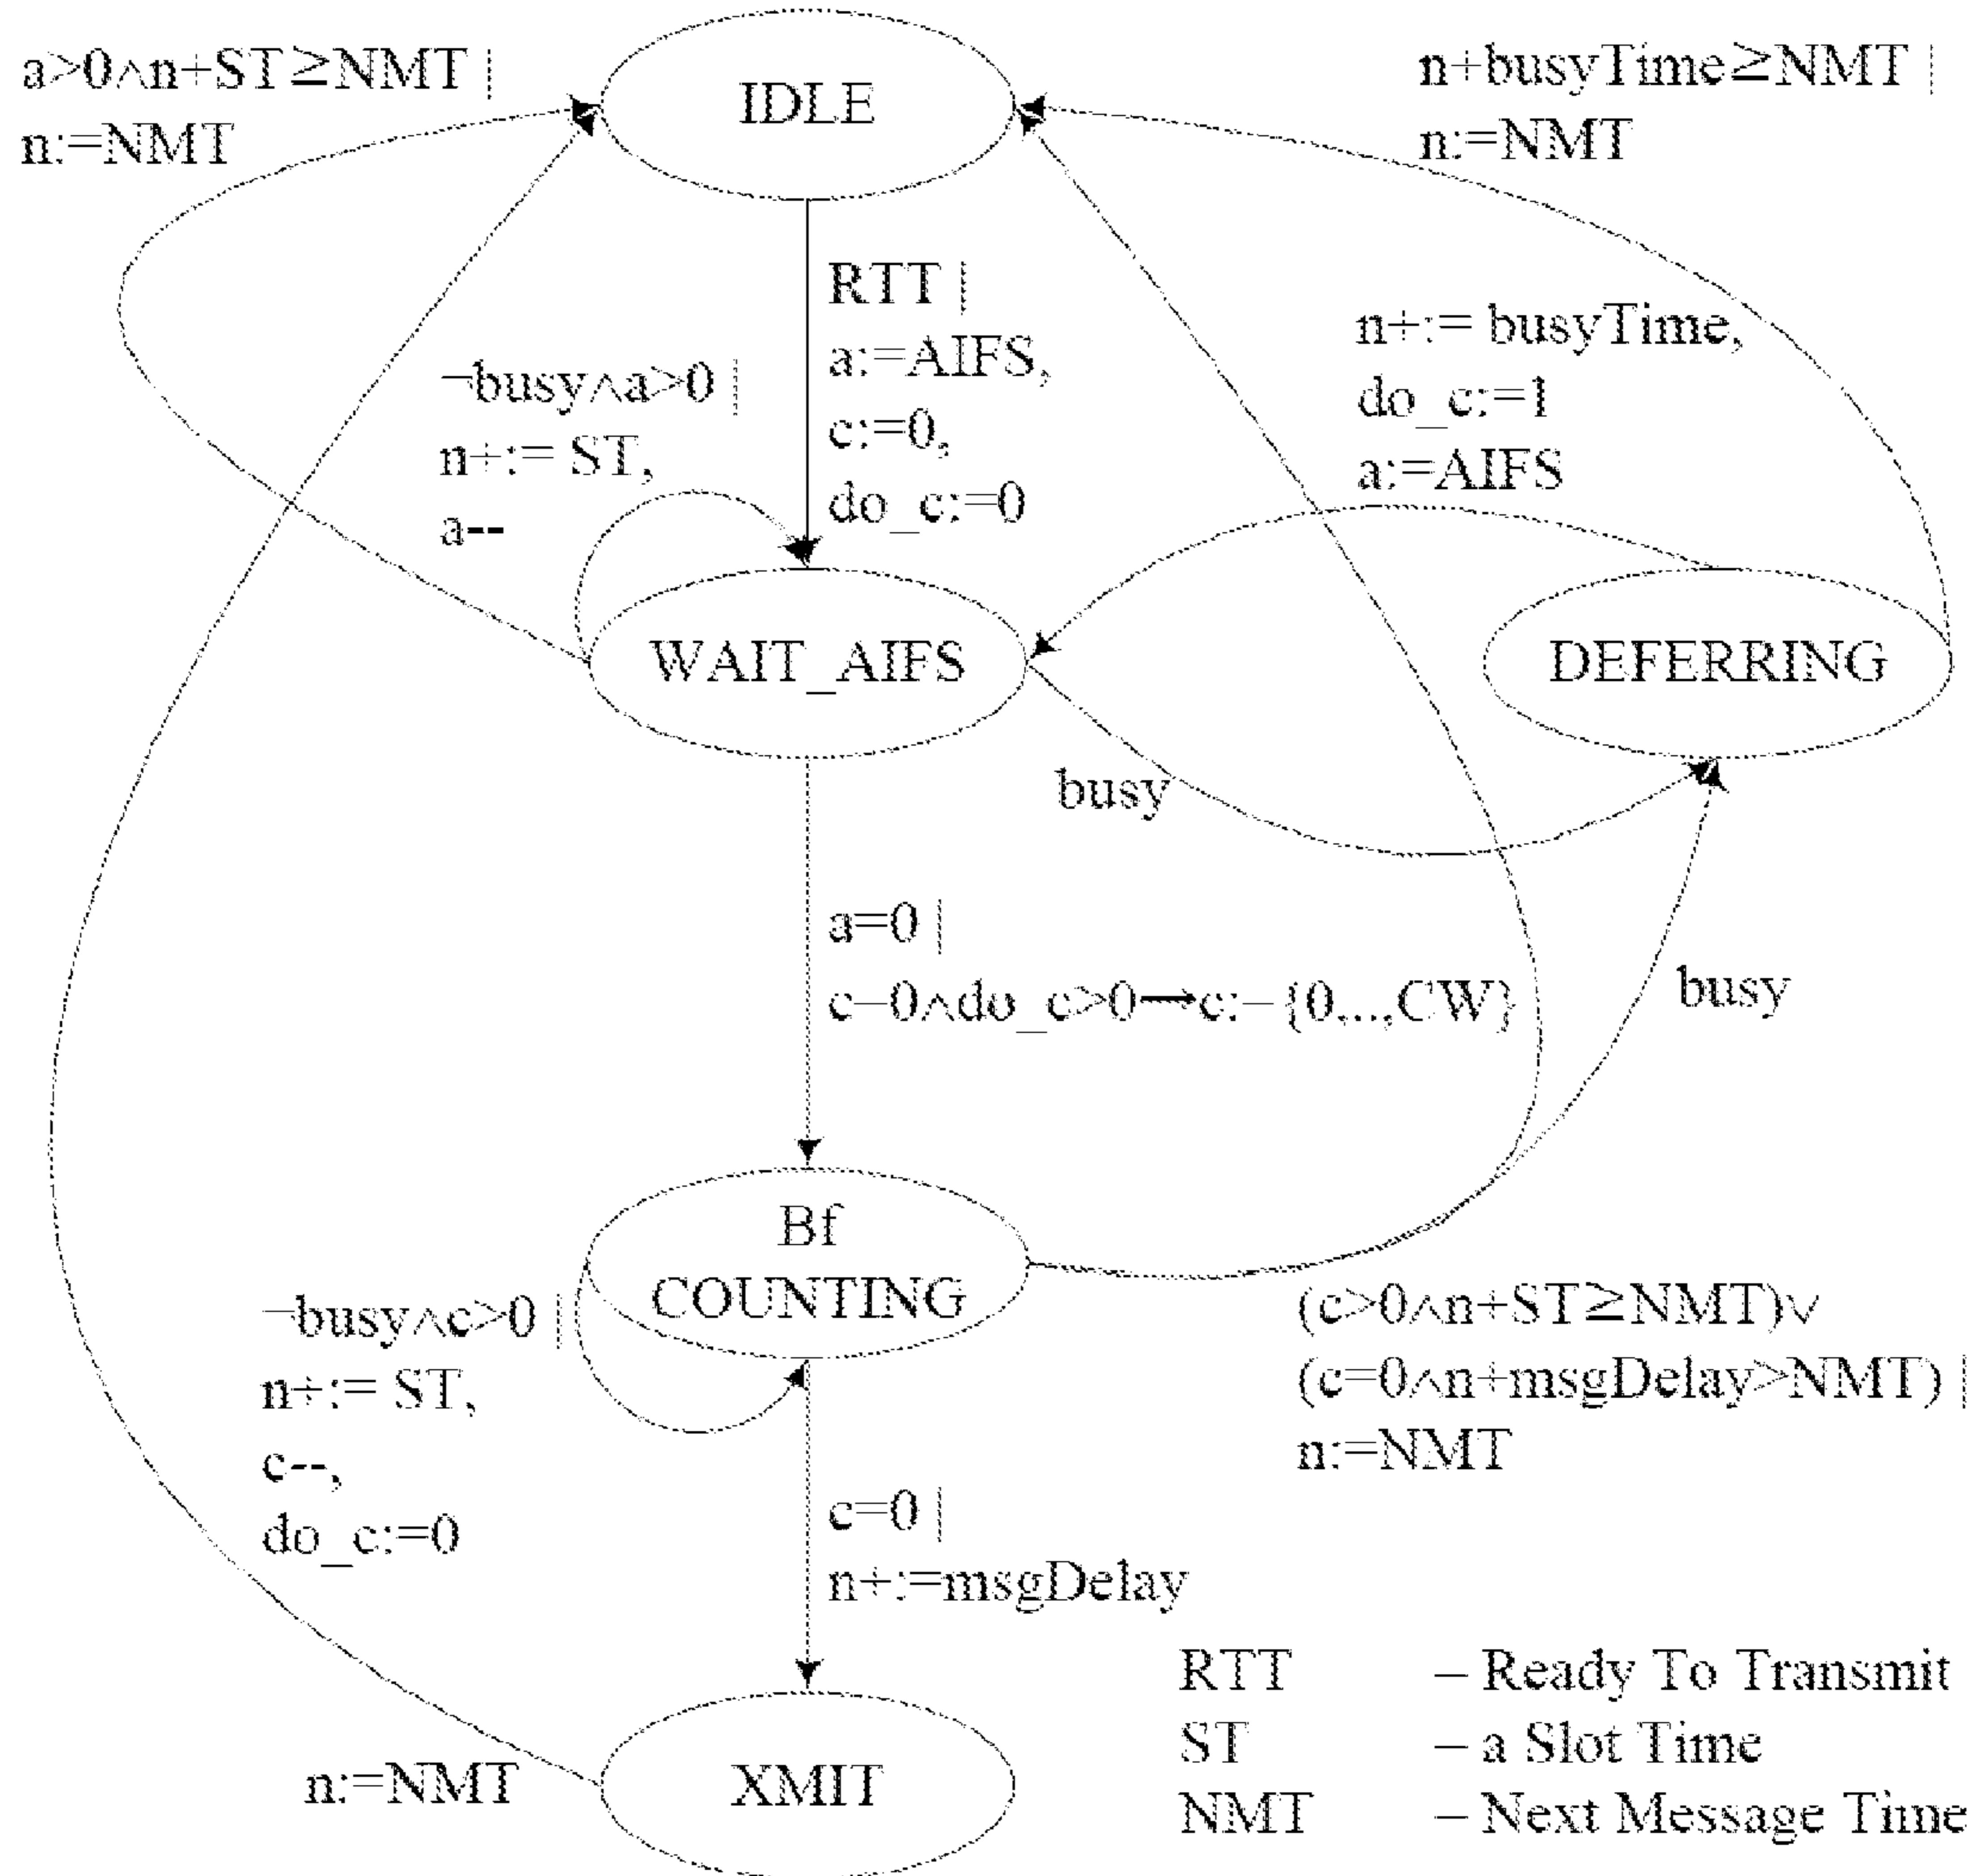 a>0∧n+ST≥NMT |
n:=NMT
IDLE
n+busyTime≥NMT |
n:=NMT
RTT |
a:=AIFS,
c:=0,
do_c:=0
¬busy∧a>0 |
n+:= ST,
a--
n+:= busyTime,
do_c:=1
a:=AIFS
WAIT_AIFS
DEFERRING
busy
a=0 |
c=0∧do_c>0→c:={0,..,CW}
busy
Bf
COUNTING
¬busy∧c>0 |
n+:= ST,
c--,
do_c:=0
(c>0∧n+ST≥NMT)∨
(c=0∧n+msgDelay>NMT) |
n:=NMT
c=0 |
n+:=msgDelay
n:=NMT
XMIT
RTT – Ready To Transmit
ST – a Slot Time
NMT – Next Message Time